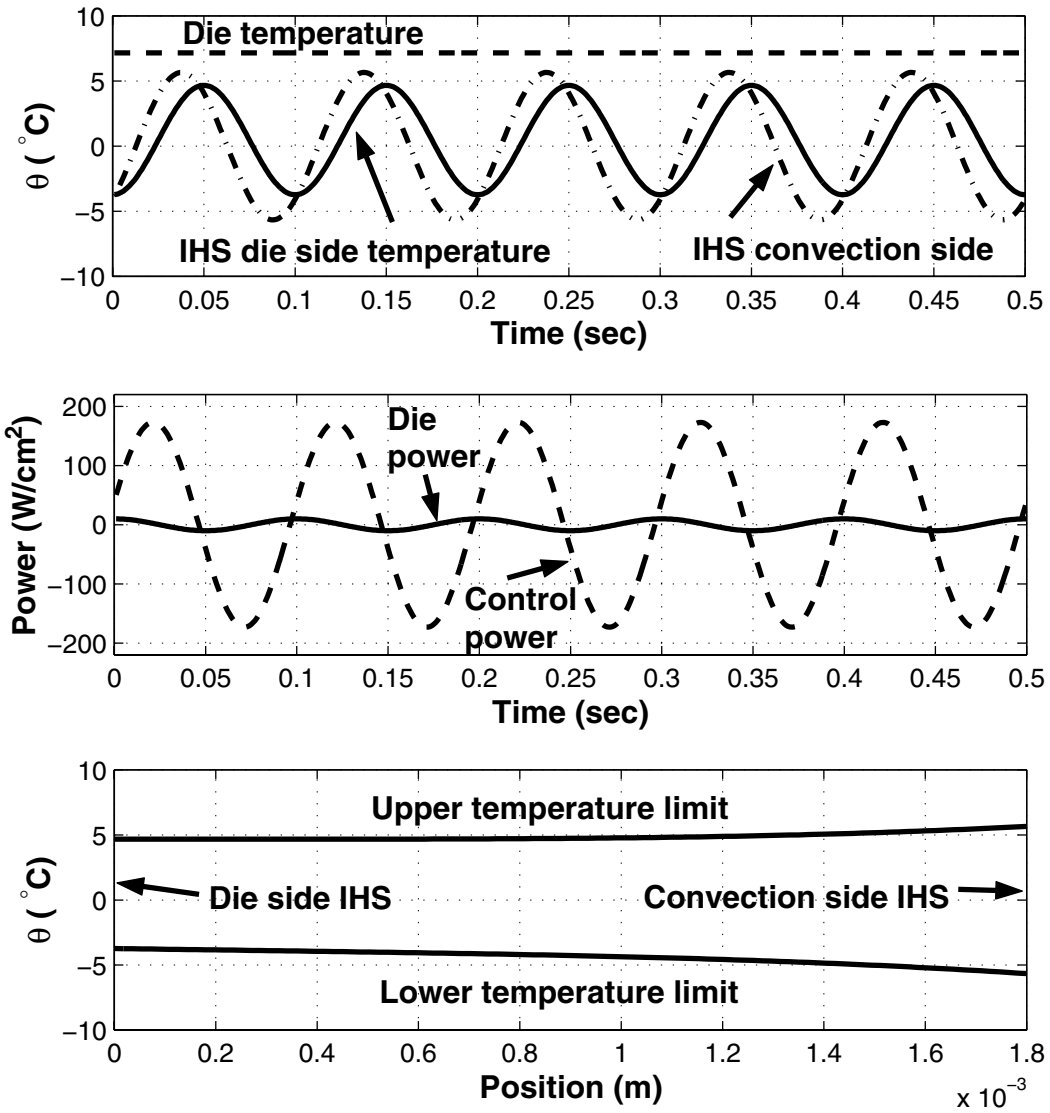 10
5
0
−5
−10
θ ( °C)
Die temperature
IHS die side temperature
IHS convection side
0 0.05 0.1 0.15 0.2 0.25 0.3 0.35 0.4 0.45 0.5
Time (sec)
200
100
0
−100
−200
Power (W/cm²)
Die
power
Control
power
0 0.05 0.1 0.15 0.2 0.25 0.3 0.35 0.4 0.45 0.5
Time (sec)
10
5
0
−5
−10
θ ( °C)
Upper temperature limit
Die side IHS
Convection side IHS
Lower temperature limit
0 0.2 0.4 0.6 0.8 1 1.2 1.4 1.6 1.8
Position (m)
x 10⁻³